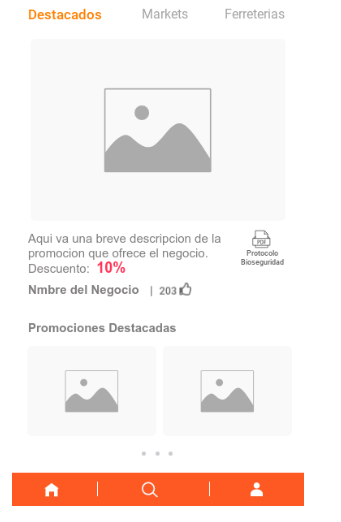 Destacados Markets Ferreterias
Aqui va una breve descripcion de la
promocion que ofrece el negocio.
Descuento: 10%
PDF
Protocolo
Bioseguridad
Nmbre del Negocio | 203
Promociones Destacadas